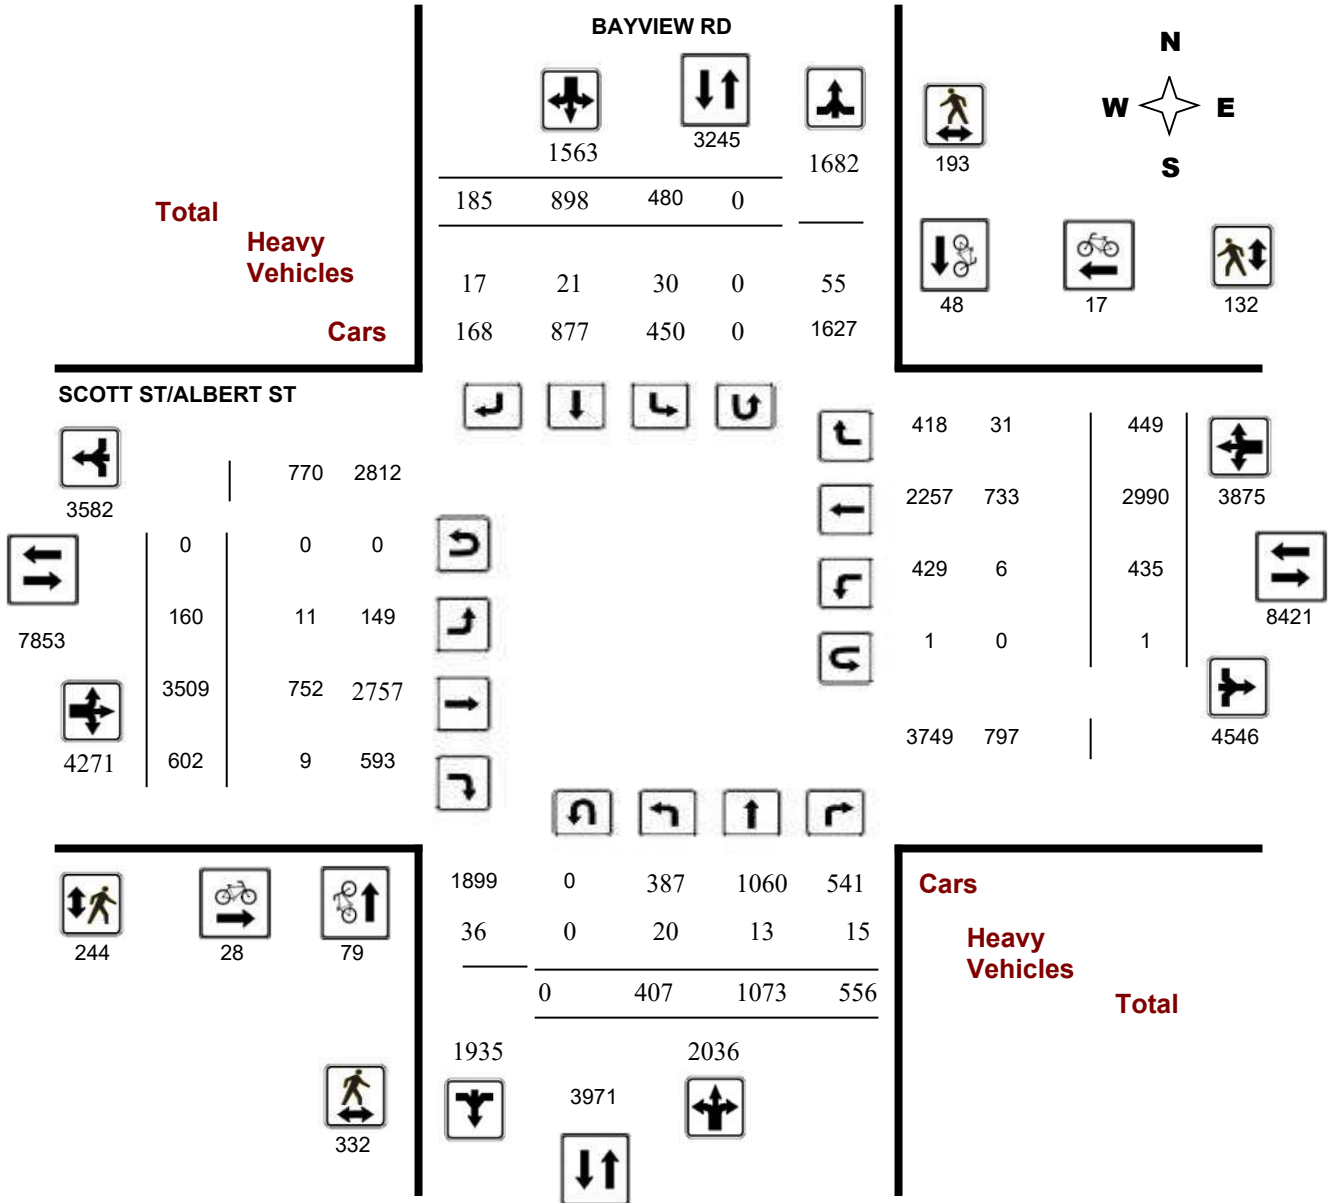 BAYVIEW RD
N
W E
S
1563 3245 1682 193
185 898 480 0
Total
Heavy
Vehicles
17 21 30 0 55
48 17 132
Cars 168 877 450 0 1627
SCOTT ST/ALBERT ST
418 31 449
770 2812
3582
2257 733 2990 3875
0 0 0
429 6 435
8421
160 11 149
7853
1 0 1
3509 752 2757
3749 797 4546
4271 602 9 593
1899 0 387 1060 541 Cars
244 28 79
36 0 20 13 15 Heavy
Vehicles
0 407 1073 556 Total
1935 2036
3971
332